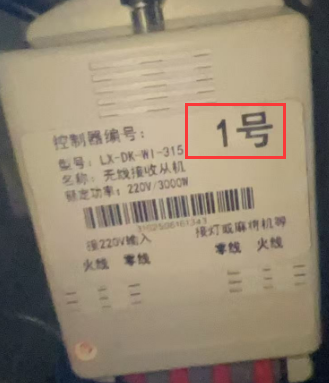 控制器编号：
1号
型号：LX-DK-W1-315
名称：无线接收从机
额定功率：220V/3000W
接220V输入
接灯或麻将机等
火线 零线
零线 火线